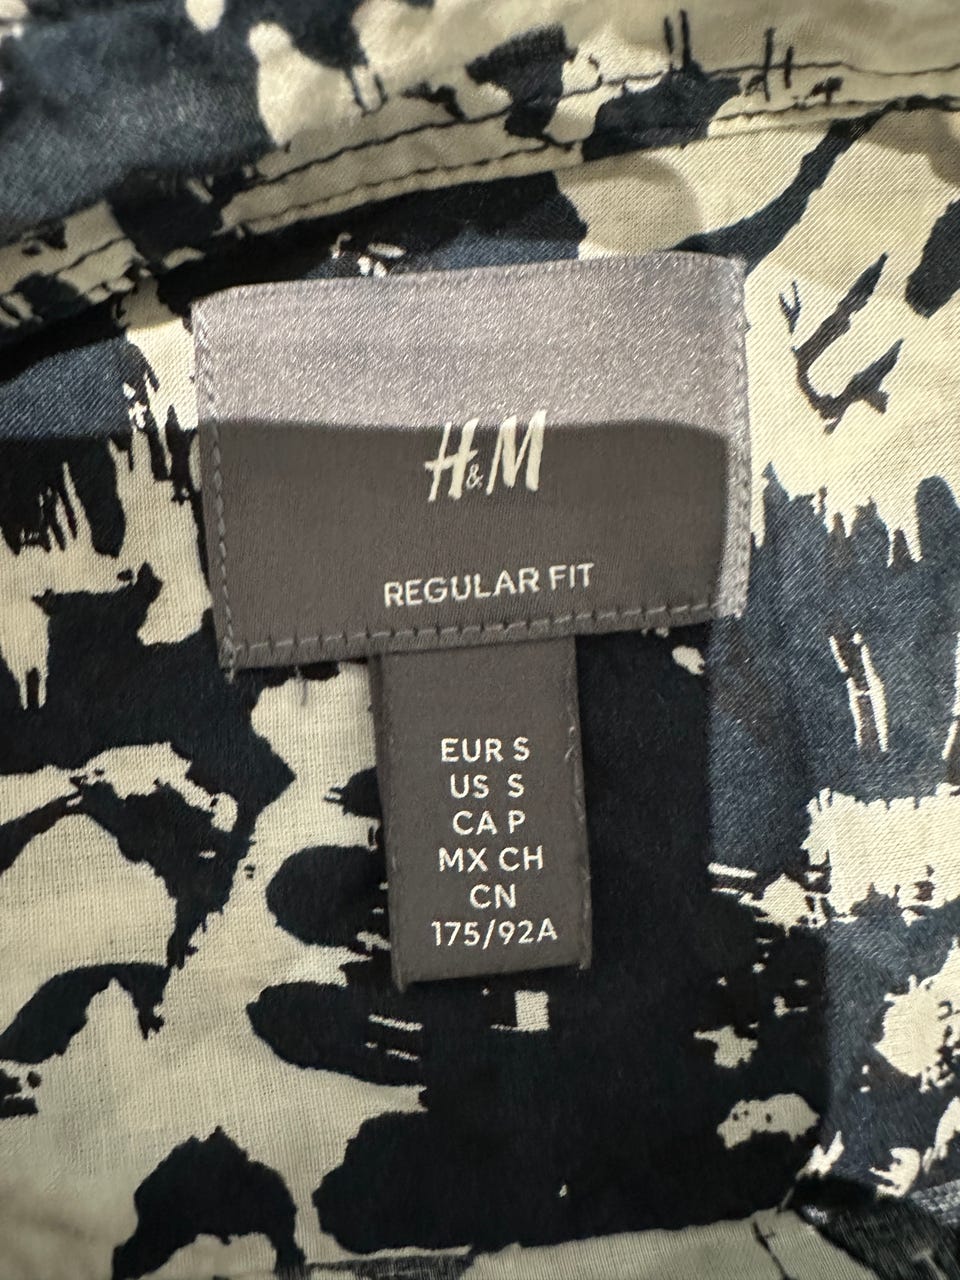 H&M
REGULAR FIT
EUR S
US S
CA P
MX CH
CN
175/92A